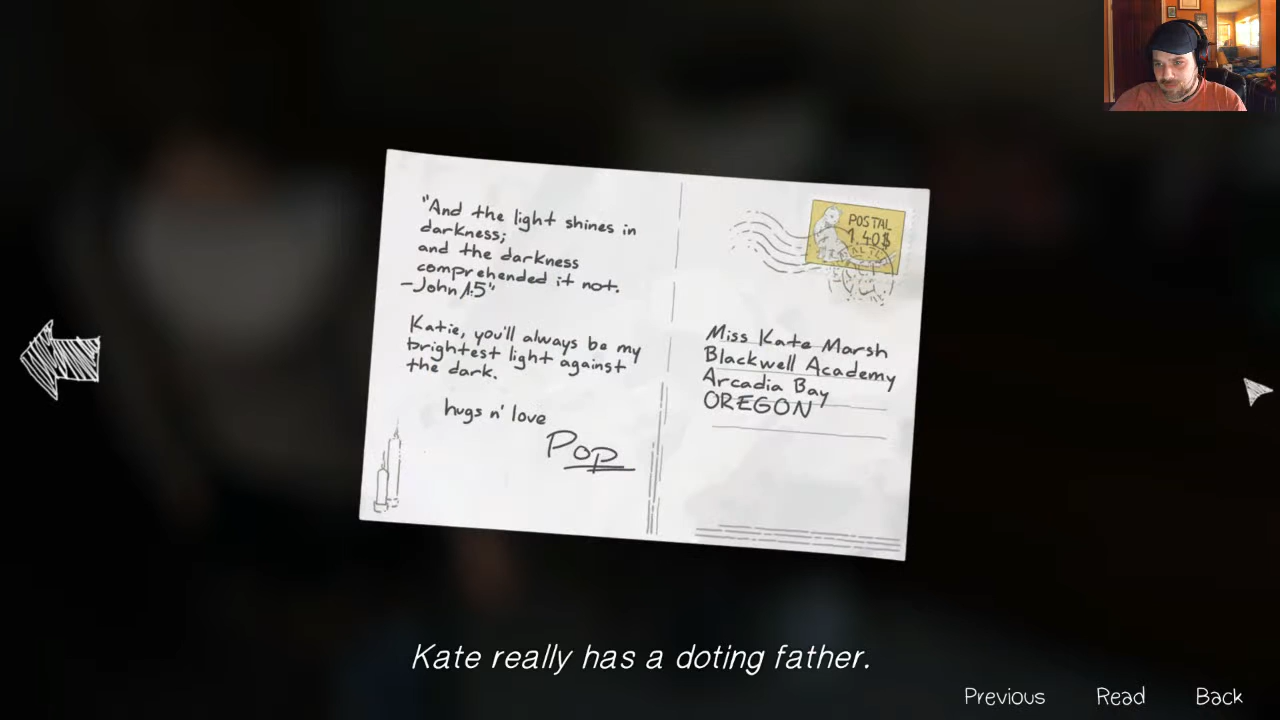 "And the light shines in
darkness;
and the darkness
comprehended it not.
-John 1:5"
Katie, you'll always be my
brightest light against
the dark.
hugs n' love
Pop
POSTAL
1.40$
Miss Kate Marsh
Blackwell Academy
Arcadia Bay
OREGON
Kate really has a doting father.
Previous
Read
Back